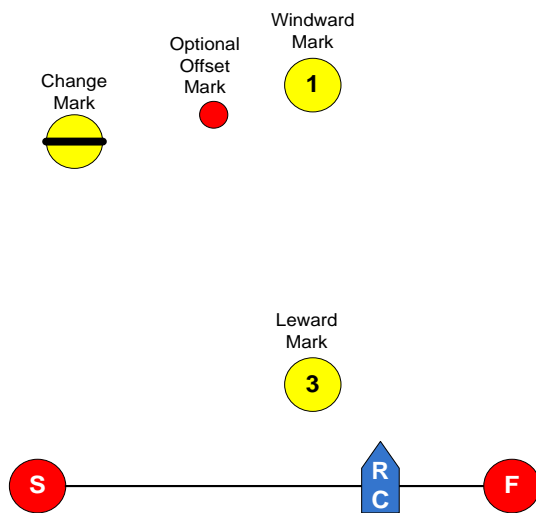 Windward
Mark
1
Optional
Offset
Mark
Change
Mark
Leward
Mark
3
S
R
C
F